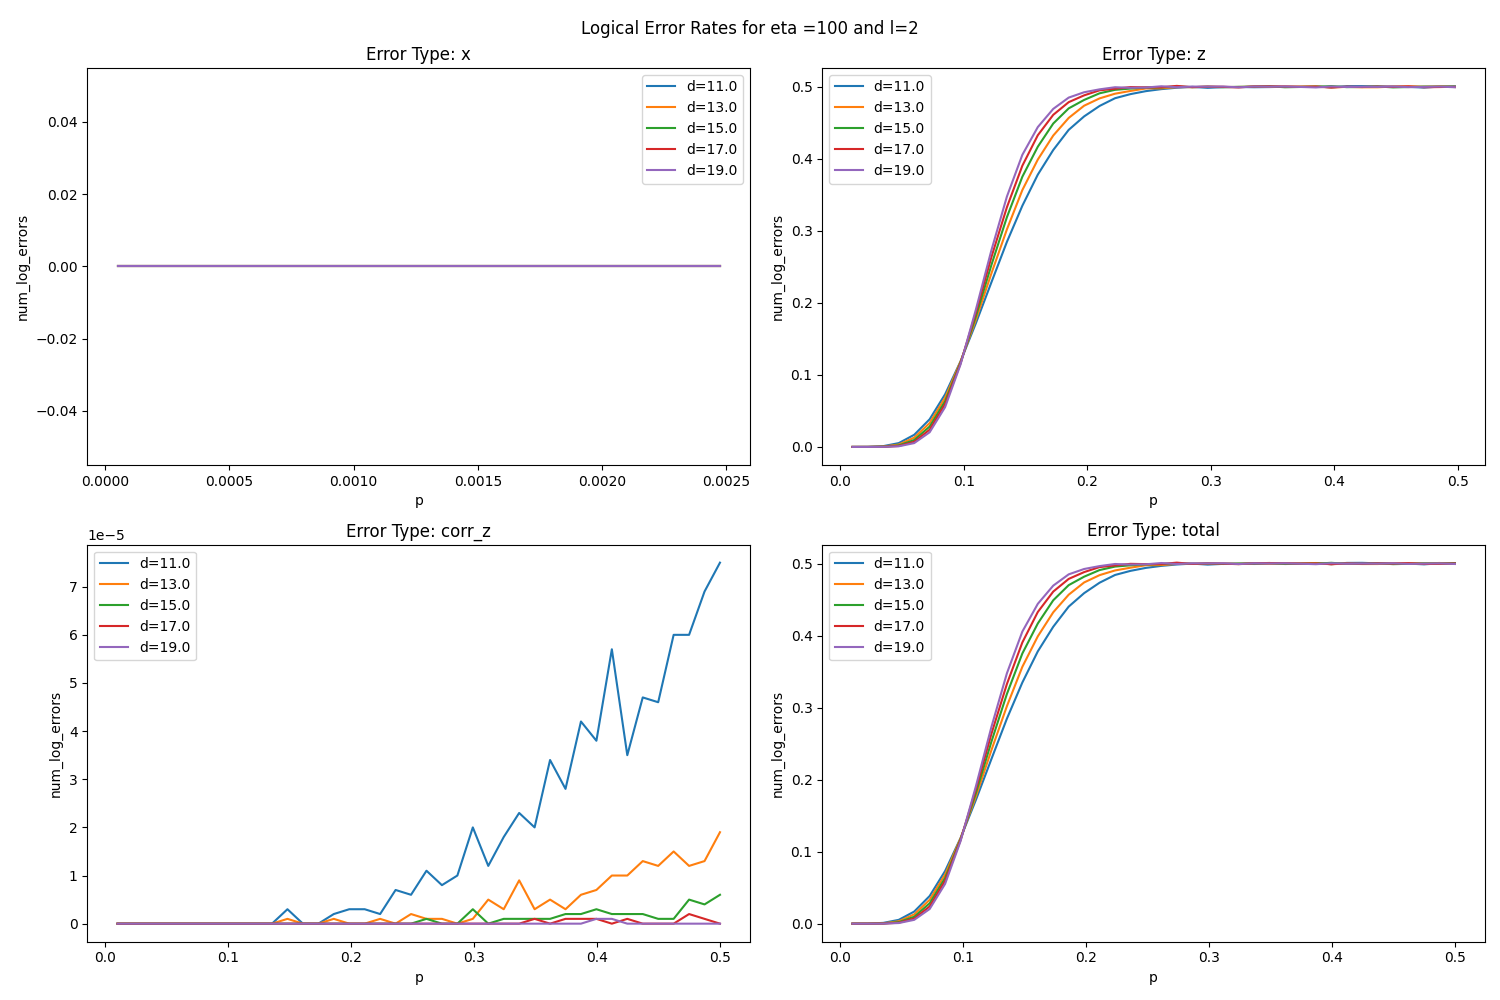 Logical Error Rates for eta =100 and l=2
Error Type: x
d=11.0
d=13.0
d=15.0
d=17.0
d=19.0
0.04
0.02
0.00
−0.02
−0.04
num_log_errors
0.0000 0.0005 0.0010 0.0015 0.0020 0.0025
p
Error Type: z
d=11.0
d=13.0
d=15.0
d=17.0
d=19.0
0.5
0.4
0.3
0.2
0.1
0.0
num_log_errors
0.0 0.1 0.2 0.3 0.4 0.5
p
Error Type: corr_z
1e−5
d=11.0
d=13.0
d=15.0
d=17.0
d=19.0
7
6
5
4
3
2
1
0
num_log_errors
0.0 0.1 0.2 0.3 0.4 0.5
p
Error Type: total
d=11.0
d=13.0
d=15.0
d=17.0
d=19.0
0.5
0.4
0.3
0.2
0.1
0.0
num_log_errors
0.0 0.1 0.2 0.3 0.4 0.5
p